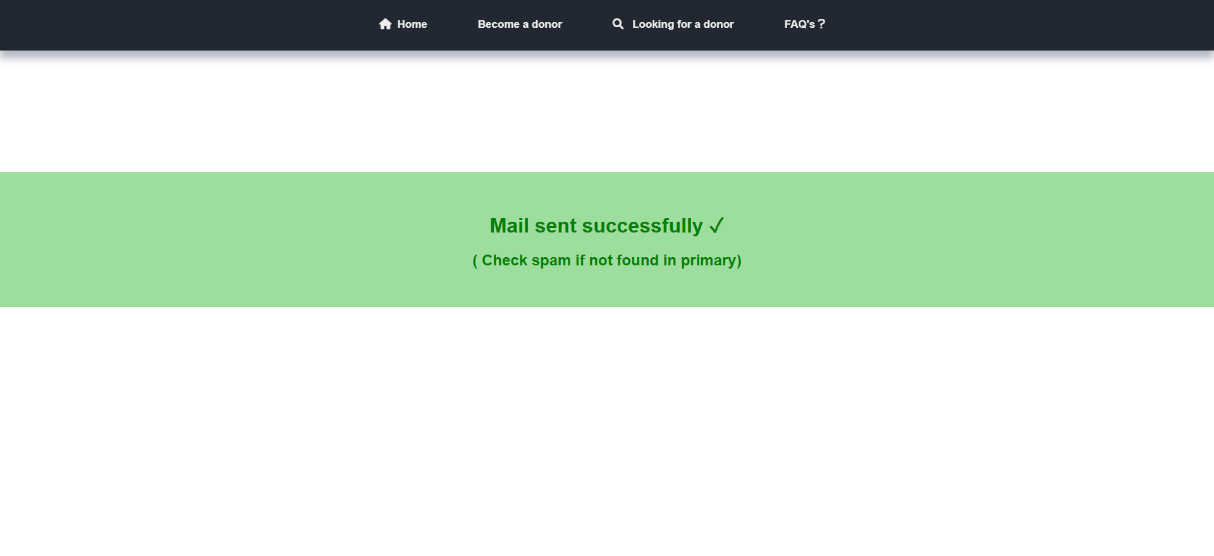 Home Become a donor Looking for a donor FAQ's ?
Mail sent successfully ✓
( Check spam if not found in primary)